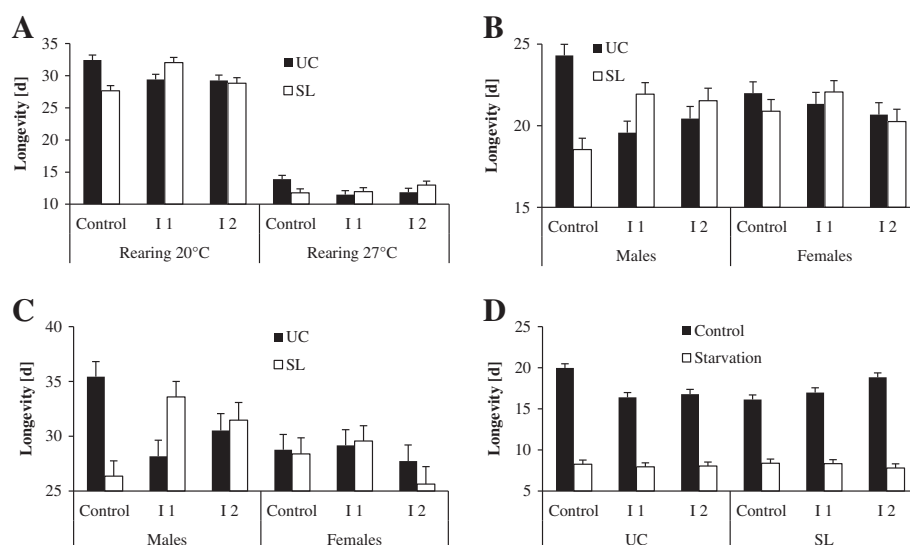 A
B
35
30
25
20
15
10
Longevity [d]
UC
SL
Control I 1 I 2 Control I 1 I 2
Rearing 20°C Rearing 27°C
25
20
15
Longevity [d]
UC
SL
Control I 1 I 2 Control I 1 I 2
Males Females
C
D
40
35
30
25
Longevity [d]
UC
SL
Control I 1 I 2 Control I 1 I 2
Males Females
25
20
15
10
5
Longevity [d]
Control
Starvation
Control I 1 I 2 Control I 1 I 2
UC SL